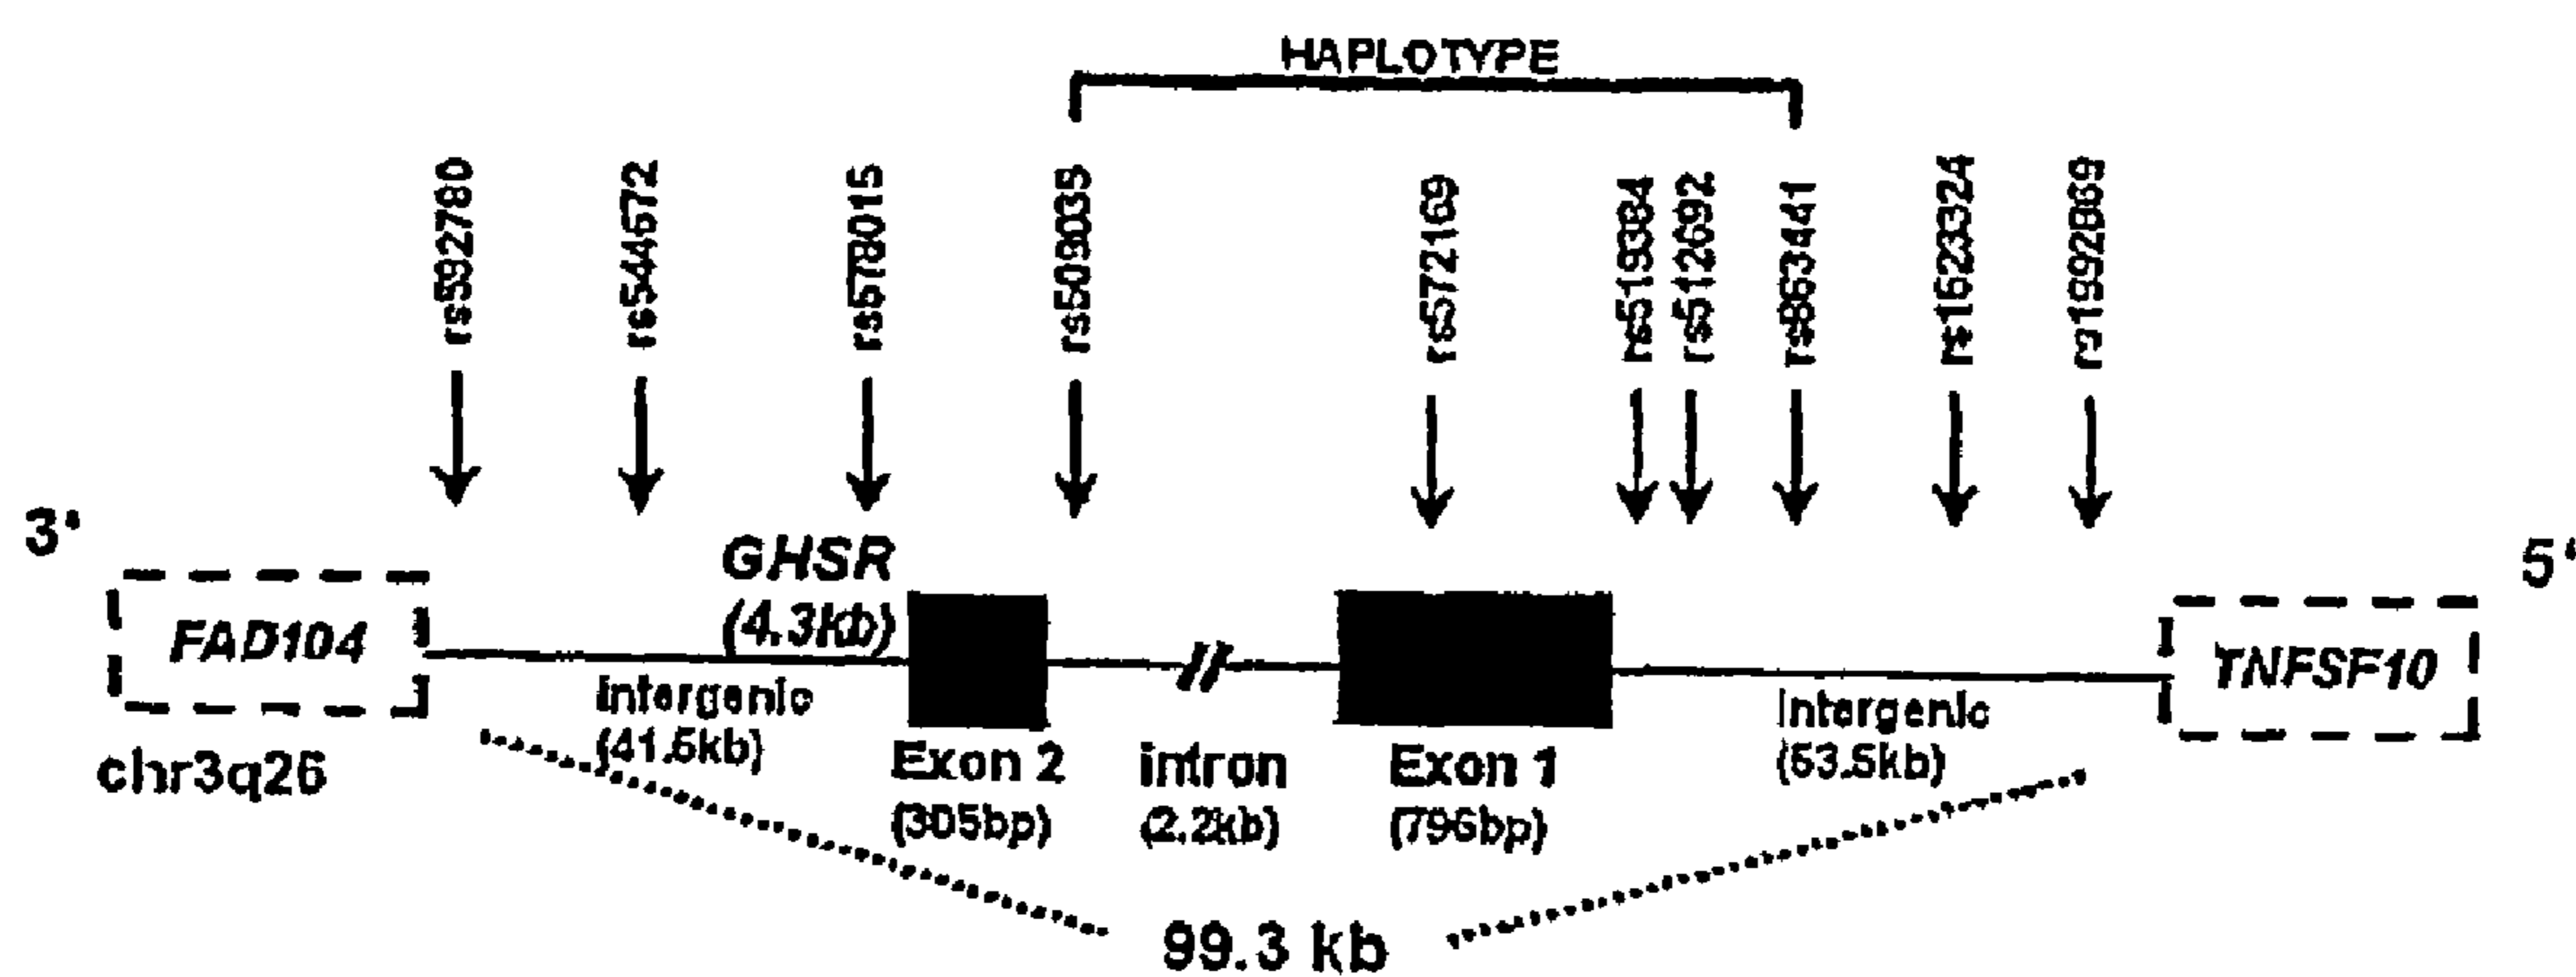 HAPLOTYPE
rs592780
rs544672
rs578015
rs509035
rs572169
rs519384
rs512692
rs863441
rs1623324
rs1992869
3'
5'
GHSR
(4.3kb)
FAD104
TNFSF10
Intergenic
(41.5kb)
Intergenic
(53.5kb)
chr3q26
Exon 2
(305bp)
intron
(2.2kb)
Exon 1
(796bp)
99.3 kb